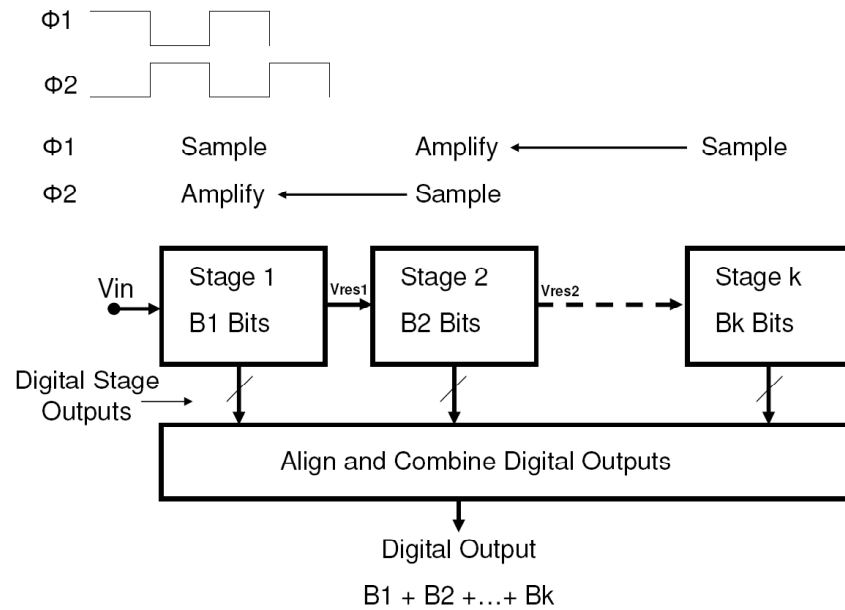 Φ1
Φ2
Φ1 Sample Amplify Sample
Φ2 Amplify Sample
Vin
Stage 1
B1 Bits
Vres1
Stage 2
B2 Bits
Vres2
Stage k
Bk Bits
Digital Stage
Outputs
Align and Combine Digital Outputs
Digital Output
B1 + B2 +...+ Bk